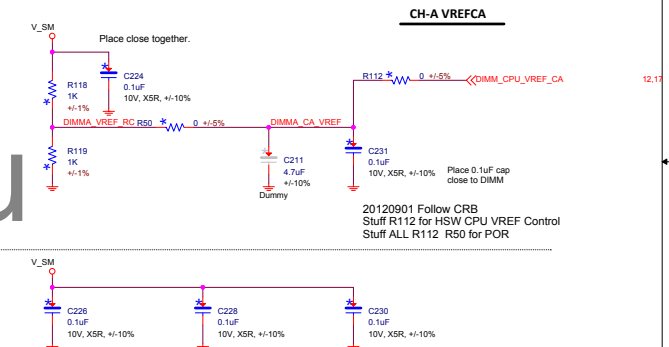 CH-A VREFCA
V_SM
Place close together.
C224
0.1uF
10V, X5R, +/-10%
R118
1K
+/-1%
R112 0 +/-5%
DIMM_CPU_VREF_CA
12,17
DIMMA_VREF_RC
R50 0 +/-5%
DIMMA_CA_VREF
R119
1K
+/-1%
C211
4.7uF
+/-10%
Dummy
C231
0.1uF
10V, X5R, +/-10%
Place 0.1uF cap
close to DIMM
20120901 Follow CRB
Stuff R112 for HSW CPU VREF Control
Stuff ALL R112 R50 for POR
V_SM
C226
0.1uF
10V, X5R, +/-10%
C228
0.1uF
10V, X5R, +/-10%
C230
0.1uF
10V, X5R, +/-10%